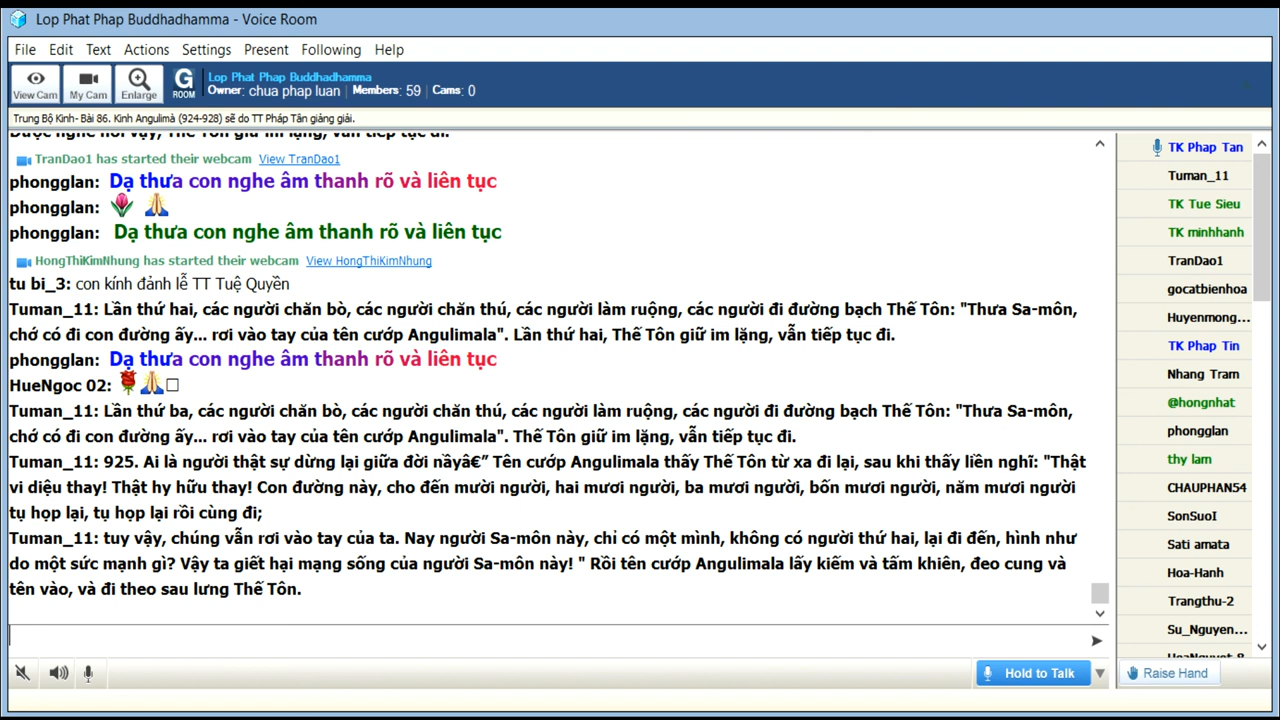 Lop Phat Phap Buddhadhamma - Voice Room
File Edit Text Actions Settings Present Following Help
View Cam My Cam Enlarge G ROOM
Lop Phat Phap Buddhadhamma
Owner: chua phap luan | Members: 59 | Cams: 0
Trung Bộ Kinh- Bài 86. Kinh Angulimà (924-928) sẽ do TT Pháp Tân giảng giải.
Được nghe nói vậy, Thế Tôn giữ im lặng, vẫn tiếp tục đi.
TranDao1 has started their webcam View TranDao1
phongglan: Dạ thưa con nghe âm thanh rõ và liên tục
phongglan:
phongglan: Dạ thưa con nghe âm thanh rõ và liên tục
HongThiKimNhung has started their webcam View HongThiKimNhung
tu bi_3: con kính đảnh lễ TT Tuệ Quyền
Tuman_11: Lần thứ hai, các người chăn bò, các người chăn thú, các người làm ruộng, các người đi đường bạch Thế Tôn: "Thưa Sa-môn,
chớ có đi con đường ấy... rơi vào tay của tên cướp Angulimala". Lần thứ hai, Thế Tôn giữ im lặng, vẫn tiếp tục đi.
phongglan: Dạ thưa con nghe âm thanh rõ và liên tục
HueNgoc 02:
Tuman_11: Lần thứ ba, các người chăn bò, các người chăn thú, các người làm ruộng, các người đi đường bạch Thế Tôn: "Thưa Sa-môn,
chớ có đi con đường ấy... rơi vào tay của tên cướp Angulimala". Thế Tôn giữ im lặng, vẫn tiếp tục đi.
Tuman_11: 925. Ai là người thật sự dừng lại giữa đời nầyâ€” Tên cướp Angulimala thấy Thế Tôn từ xa đi lại, sau khi thấy liền nghĩ: "Thật
vi diệu thay! Thật hy hữu thay! Con đường này, cho đến mười người, hai mươi người, ba mươi người, bốn mươi người, năm mươi người
tụ họp lại, tụ họp lại rồi cùng đi;
Tuman_11: tuy vậy, chúng vẫn rơi vào tay của ta. Nay người Sa-môn này, chỉ có một mình, không có người thứ hai, lại đi đến, hình như
do một sức mạnh gì? Vậy ta giết hại mạng sống của người Sa-môn này! " Rồi tên cướp Angulimala lấy kiếm và tấm khiên, đeo cung và
tên vào, và đi theo sau lưng Thế Tôn.
TK Phap Tan
Tuman_11
TK Tue Sieu
TK minhhanh
TranDao1
gocatbienhoa
Huyenmong...
TK Phap Tin
Nhang Tram
@hongnhat
phongglan
thy lam
CHAUPHAN54
SonSuoI
Sati amata
Hoa-Hanh
Trangthu-2
Su_Nguyen...
HoaNguyet 8
Hold to Talk
Raise Hand